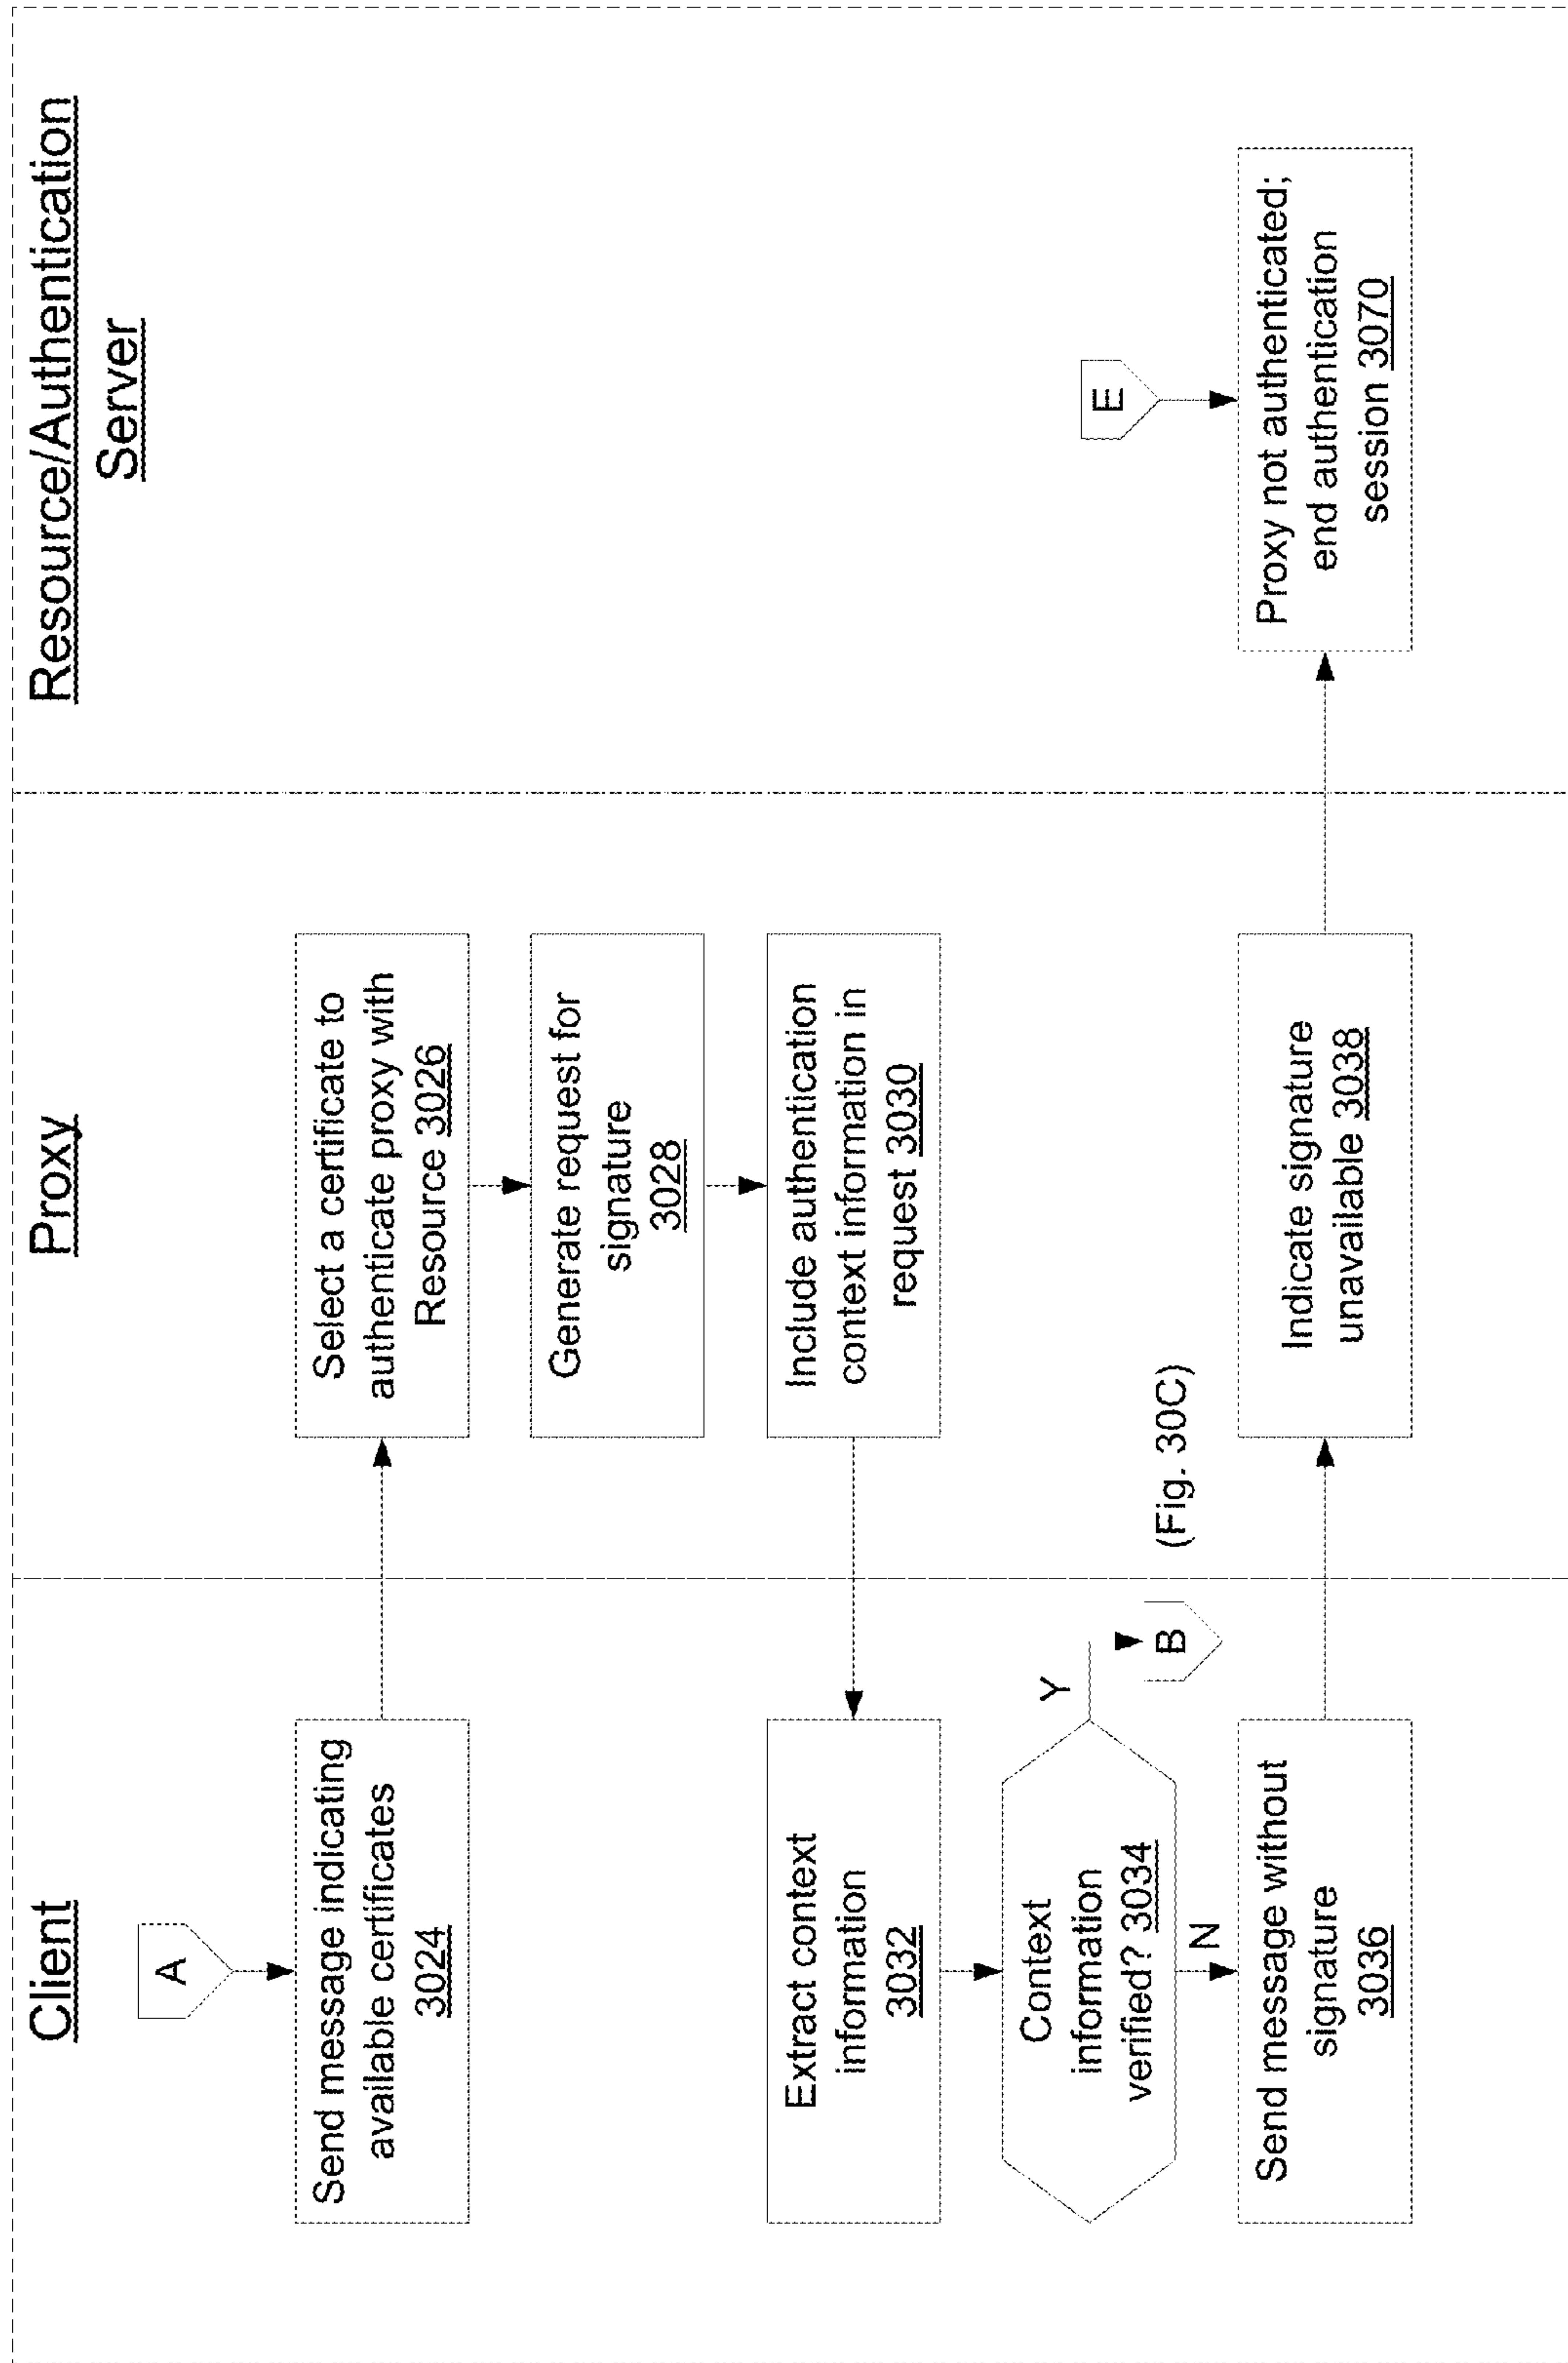 Client
Proxy
Resource/Authentication
Server
A
Send message indicating
available certificates
3024
Select a certificate to
authenticate proxy with
Resource 3026
Generate request for
signature
3028
Include authentication
context information in
request 3030
Extract context
information
3032
Context
information
verified? 3034
Y
B
(Fig. 30C)
N
Send message without
signature
3036
Indicate signature
unavailable 3038
E
Proxy not authenticated;
end authentication
session 3070